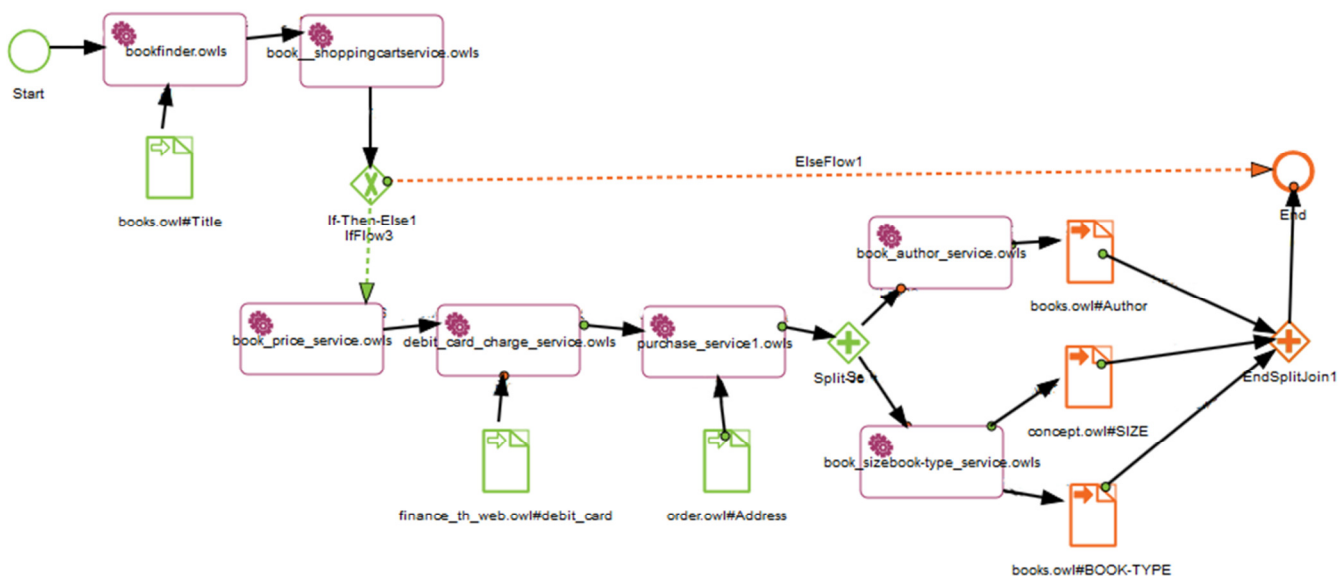 bookfinder.owls
book__shoppingcartservice.owls
Start
ElseFlow1
books.owl#Title
If-Then-Else1
IfFlow3
End
book_author_service.owls
books.owl#Author
book_price_service.owls
debit_card_charge_service.owls
purchase_service1.owls
EndSplitJoin1
concept.owl#SIZE
book_sizebook-type_service.owls
finance_th_web.owl#debit_card
order.owl#Address
books.owl#BOOK-TYPE